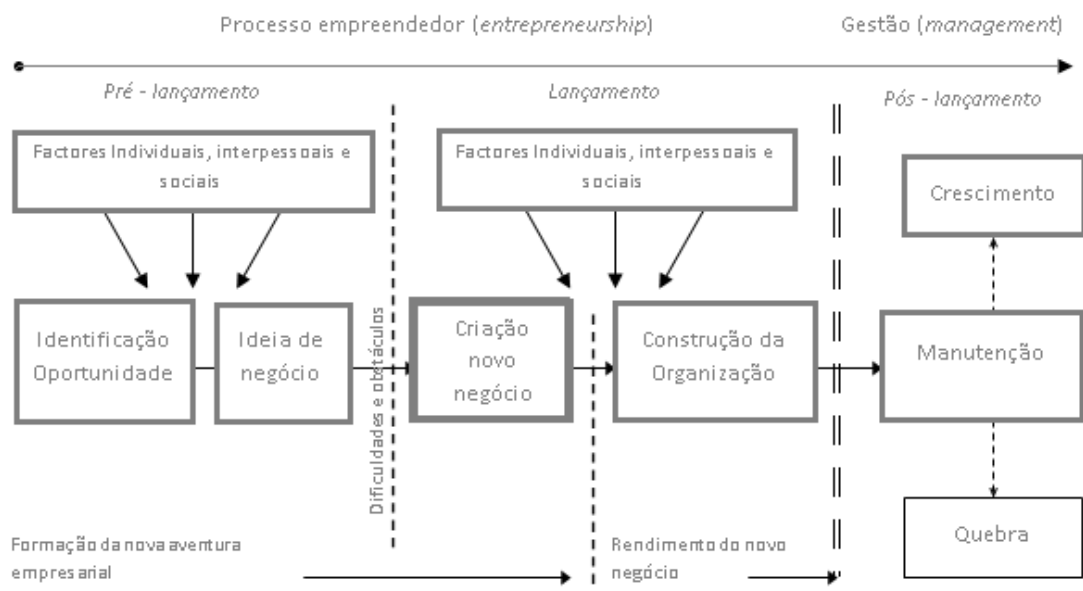 Processo empreendedor (entrepreneurship)
Gestão (management)
Pré - lançamento
Lançamento
Pós - lançamento
Factores Individuais, interpessoais e
sociais
Factores Individuais, interpessoais e
sociais
Crescimento
Identificação
Oportunidade
Ideia de
negócio
Dificuldades e obstáculos
Criação
novo
negócio
Construção da
Organização
Manutenção
Quebra
Formação da nova aventura
empresarial
Rendimento do novo
negócio